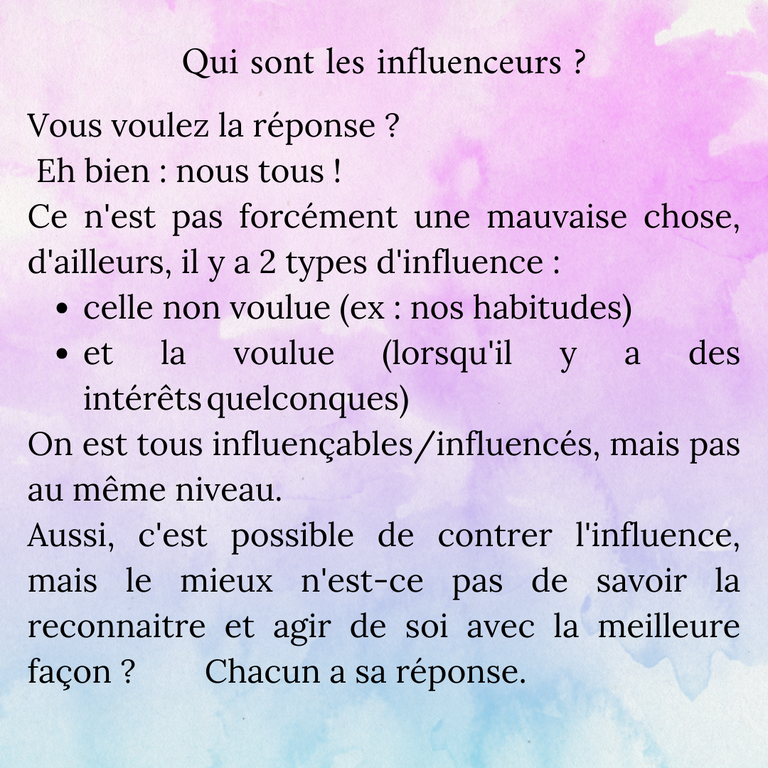 Qui sont les influenceurs ?
Vous voulez la réponse ?
Eh bien : nous tous !
Ce n'est pas forcément une mauvaise chose,
d'ailleurs, il y a 2 types d'influence :
• celle non voulue (ex : nos habitudes)
• et la voulue (lorsqu'il y a des
intérêts quelconques)
On est tous influençables/influencés, mais pas
au même niveau.
Aussi, c'est possible de contrer l'influence,
mais le mieux n'est-ce pas de savoir la
reconnaitre et agir de soi avec la meilleure
façon ? Chacun a sa réponse.